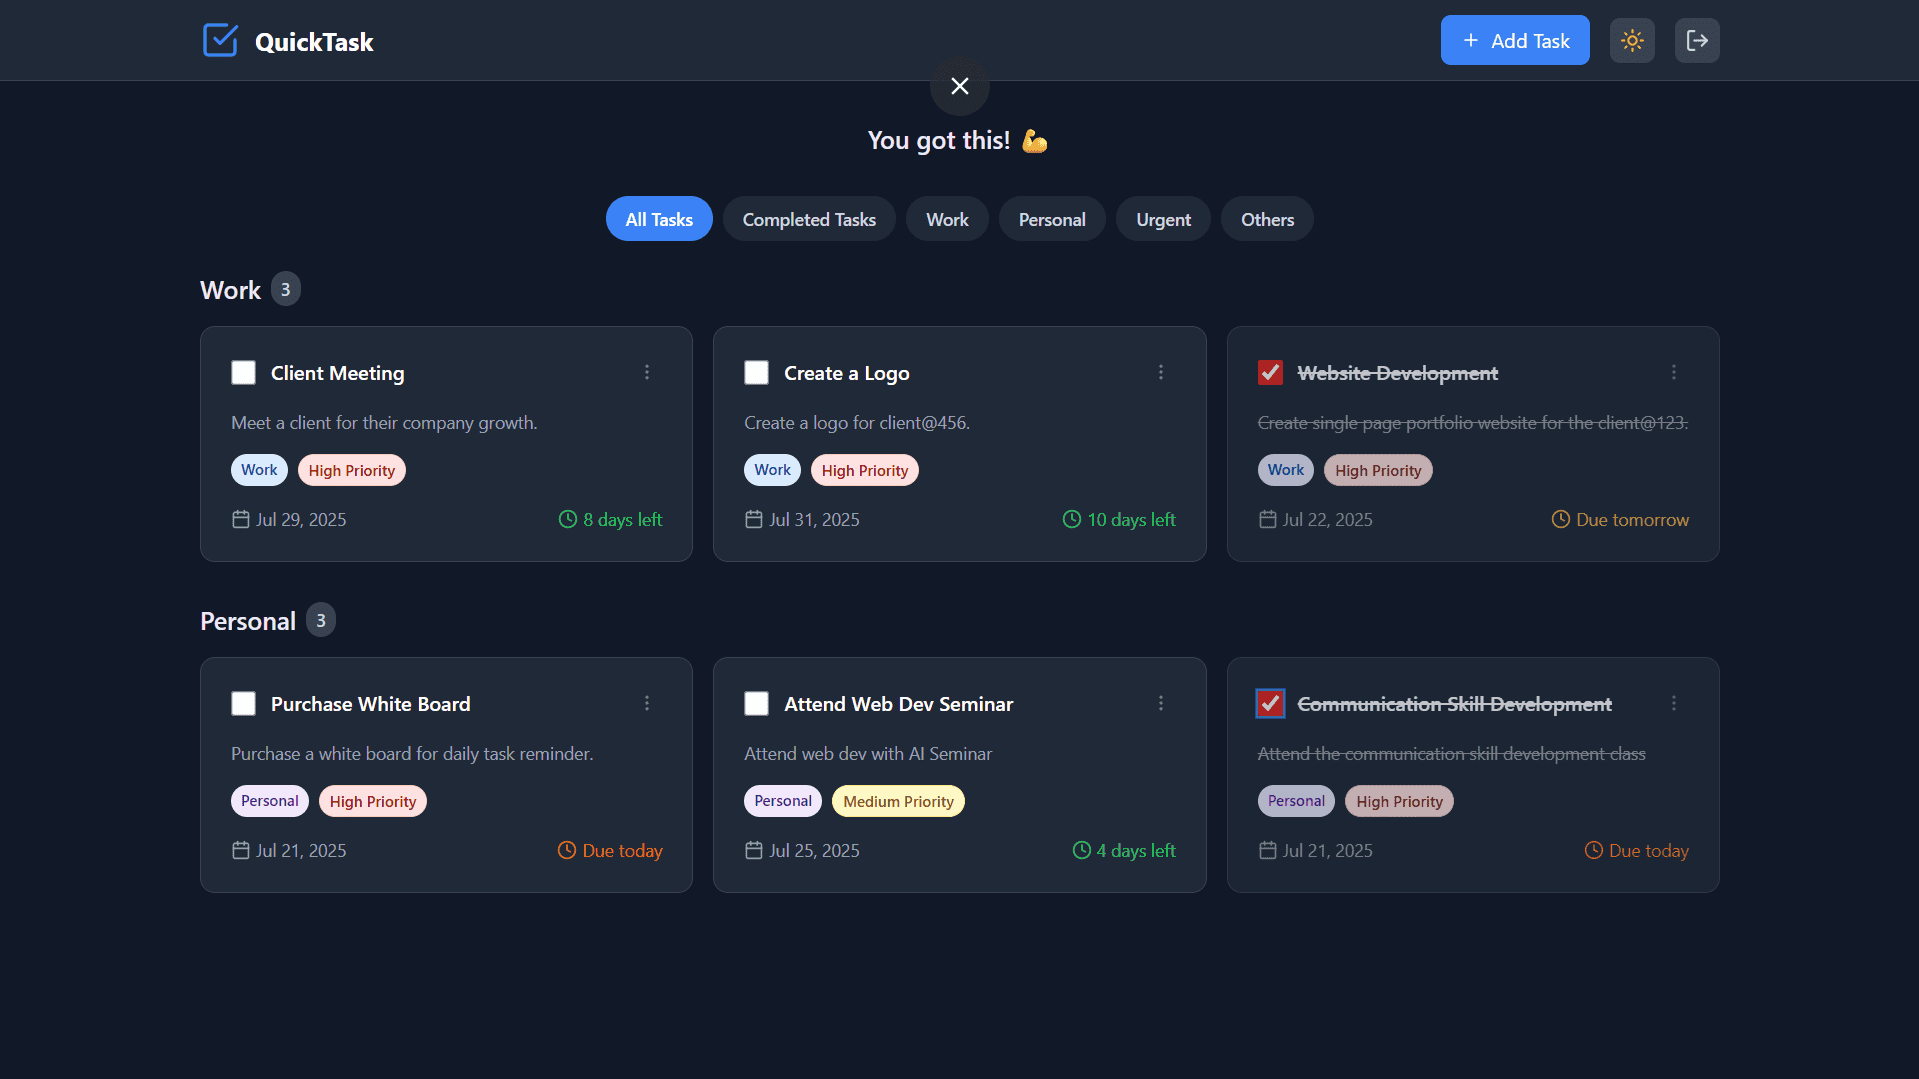 QuickTask
+ Add Task
You got this! 💪
All Tasks Completed Tasks Work Personal Urgent Others
Work 3
Client Meeting
Meet a client for their company growth.
Work High Priority
Jul 29, 2025 8 days left
Create a Logo
Create a logo for client@456.
Work High Priority
Jul 31, 2025 10 days left
Website Development
Create single page portfolio website for the client@123.
Work High Priority
Jul 22, 2025 Due tomorrow
Personal 3
Purchase White Board
Purchase a white board for daily task reminder.
Personal High Priority
Jul 21, 2025 Due today
Attend Web Dev Seminar
Attend web dev with AI Seminar
Personal Medium Priority
Jul 25, 2025 4 days left
Communication Skill Development
Attend the communication skill development class
Personal High Priority
Jul 21, 2025 Due today